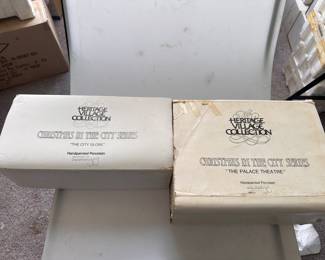 HERITAGE
VILLAGE
COLLECTION
CHRISTMAS IN THE CITY SERIES
"THE CITY GLOBE"
Handpainted Porcelain
HERITAGE
VILLAGE
COLLECTION
CHRISTMAS IN THE CITY SERIES
"THE PALACE THEATRE"
Handpainted Porcelain